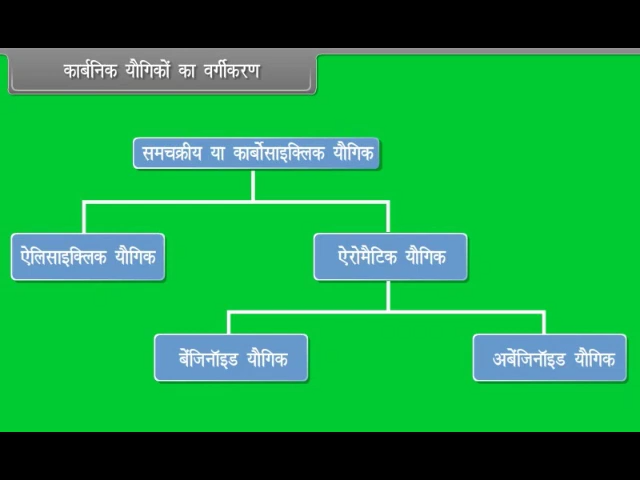 कार्बनिक यौगिकों का वर्गीकरण
समचक्रीय या कार्बोसाइक्लिक यौगिक
ऐलिसाइक्लिक यौगिक
ऐरोमैटिक यौगिक
बेंजिनॉइड यौगिक
अबेंजिनॉइड यौगिक